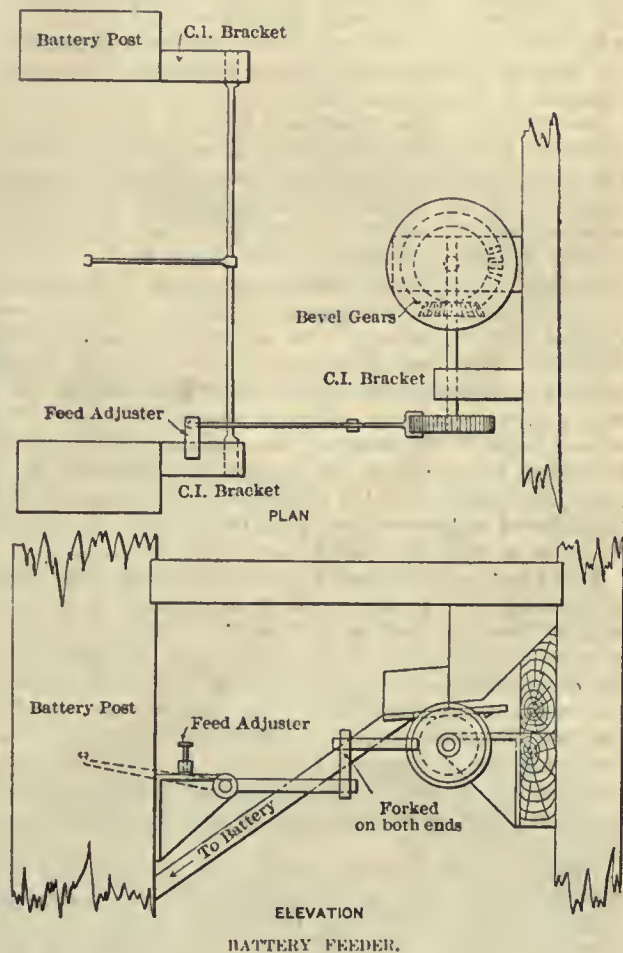 Battery Post
C.I. Bracket
Bevel Gears
C.I. Bracket
Feed Adjuster
C.I. Bracket
PLAN
Battery Post
Feed Adjuster
Forked
on both ends
To Battery
ELEVATION
BATTERY FEEDER.